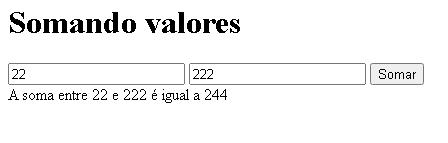 Somando valores
22 222 Somar
A soma entre 22 e 222 é igual a 244